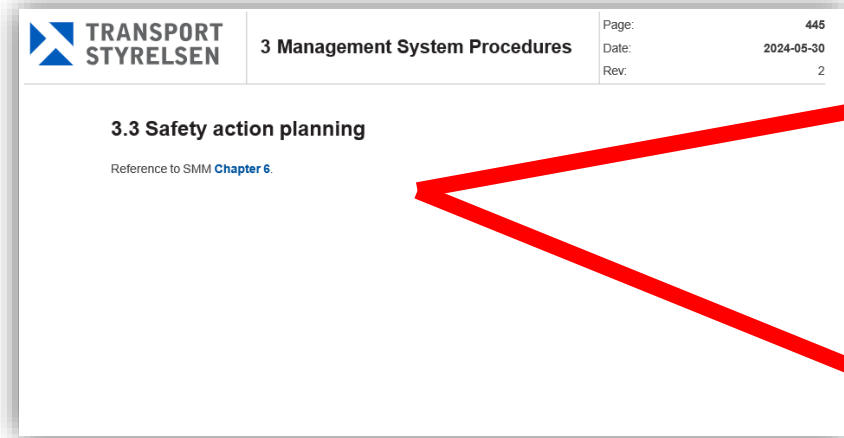 TRANSPORT
STYRELSEN
3 Management System Procedures
Page: 445
Date: 2024-05-30
Rev: 2
3.3 Safety action planning
Reference to SMM Chapter 6.